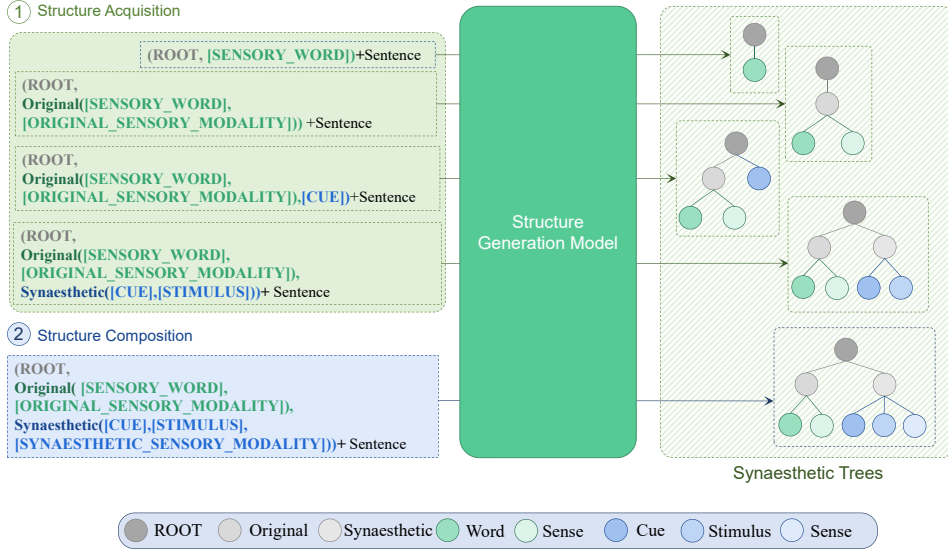 1 Structure Acquisition
(ROOT, [SENSORY_WORD])+Sentence
(ROOT,
Original([SENSORY_WORD],
[ORIGINAL_SENSORY_MODALITY])) +Sentence
(ROOT,
Original([SENSORY_WORD],
[ORIGINAL_SENSORY_MODALITY),[CUE])+Sentence
(ROOT,
Original([SENSORY_WORD],
[ORIGINAL_SENSORY_MODALITY]),
Synaesthetic([CUE],[STIMULUS]))+ Sentence
2 Structure Composition
(ROOT,
Original( [SENSORY_WORD],
[ORIGINAL_SENSORY_MODALITY]),
Synaesthetic([CUE],[STIMULUS],
[SYNAESTHETIC_SENSORY_MODALITY]))+ Sentence
Structure
Generation Model
Synaesthetic Trees
ROOT Original Synaesthetic Word Sense Cue Stimulus Sense